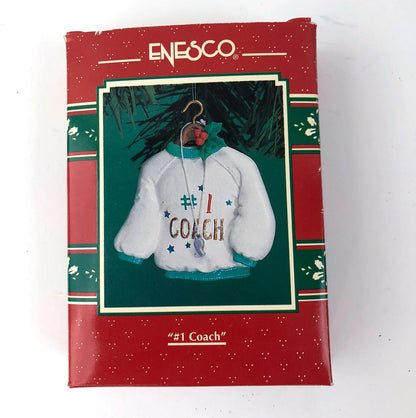 ENESCO®
# 1
COACH
"#1 Coach"